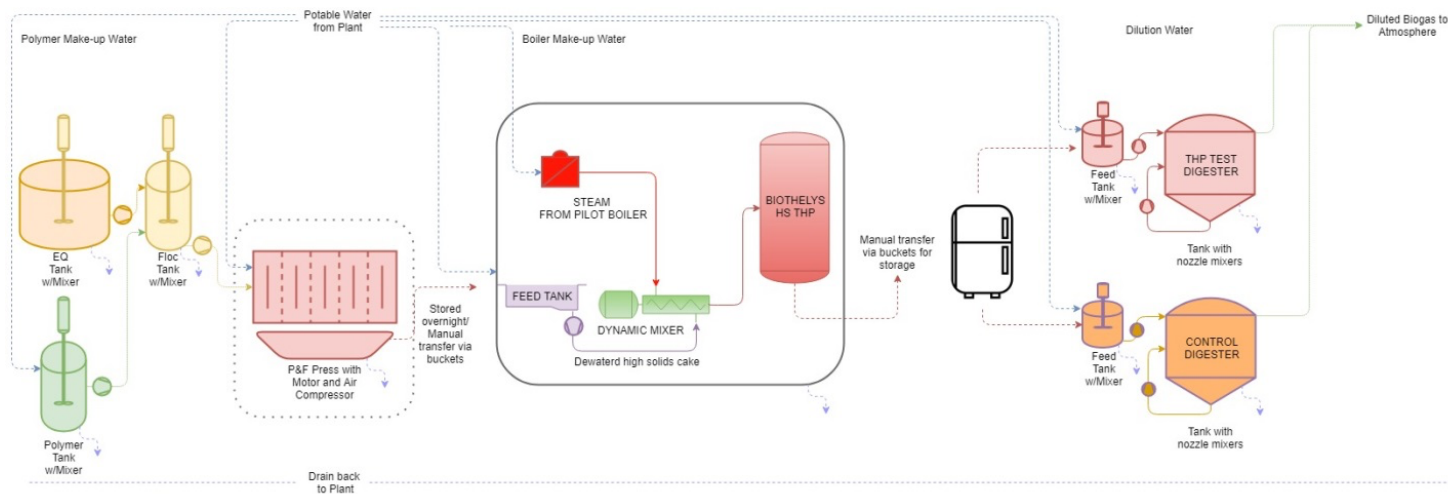 Potable Water
from Plant
Polymer Make-up Water
Boiler Make-up Water
Dilution Water
Diluted Biogas to
Atmosphere
EQ
Tank
w/Mixer
Floc
Tank
w/Mixer
Polymer
Tank
w/Mixer
P&F Press with
Motor and Air
Compressor
Stored
overnight/
Manual
transfer via
buckets
STEAM
FROM PILOT BOILER
FEED TANK
DYNAMIC MIXER
Dewaterd high solids cake
BIOTHELYS
HS THP
Manual transfer
via buckets for
storage
Feed
Tank
w/Mixer
THP TEST
DIGESTER
Tank with
nozzle mixers
Feed
Tank
w/Mixer
CONTROL
DIGESTER
Tank with
nozzle mixers
Drain back
to Plant